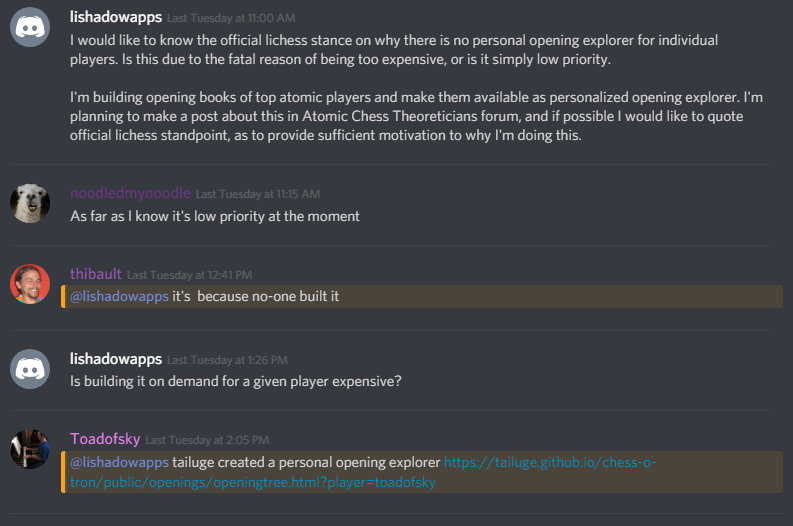 lishadowapps Last Tuesday at 11:00 AM
I would like to know the official lichess stance on why there is no personal opening explorer for individual
players. Is this due to the fatal reason of being too expensive, or is it simply low priority.
I'm building opening books of top atomic players and make them available as personalized opening explorer. I'm
planning to make a post about this in Atomic Chess Theoreticians forum, and if possible I would like to quote
official lichess standpoint, as to provide sufficient motivation to why I'm doing this.
noodledmynoodle Last Tuesday at 11:15 AM
As far as I know it's low priority at the moment
thibault Last Tuesday at 12:41 PM
@lishadowapps it's  because no-one built it
lishadowapps Last Tuesday at 1:26 PM
Is building it on demand for a given player expensive?
Toadofsky Last Tuesday at 2:05 PM
@lishadowapps tailuge created a personal opening explorer https://tailuge.github.io/chess-o-
tron/public/openings/openingtree.html?player=toadofsky